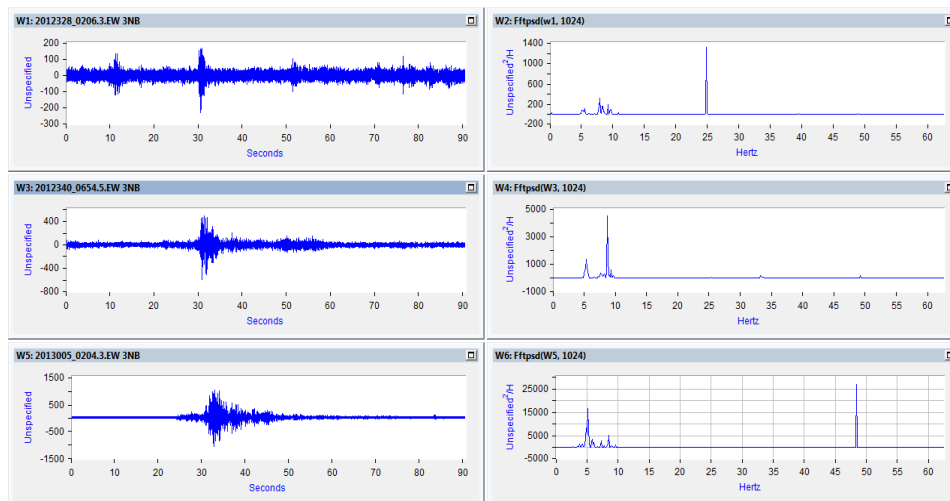 W1: 2012328_0206.3.EW 3NB
200
100
0
-100
-200
-300
Unspecified
0 10 20 30 40 50 60 70 80 90
Seconds
W2: Fftpsd(w1, 1024)
1400
1000
600
200
-200
Unspecified²/H
0 5 10 15 20 25 30 35 40 45 50 55 60
Hertz
W3: 2012340_0654.5.EW 3NB
400
0
-400
-800
Unspecified
0 10 20 30 40 50 60 70 80 90
Seconds
W4: Fftpsd(W3, 1024)
5000
3000
1000
-1000
Unspecified²/H
0 5 10 15 20 25 30 35 40 45 50 55 60
Hertz
W5: 2013005_0204.3.EW 3NB
1500
500
-500
-1500
Unspecified
0 10 20 30 40 50 60 70 80 90
Seconds
W6: Fftpsd(W5, 1024)
25000
15000
5000
-5000
Unspecified²/H
0 5 10 15 20 25 30 35 40 45 50 55 60
Hertz